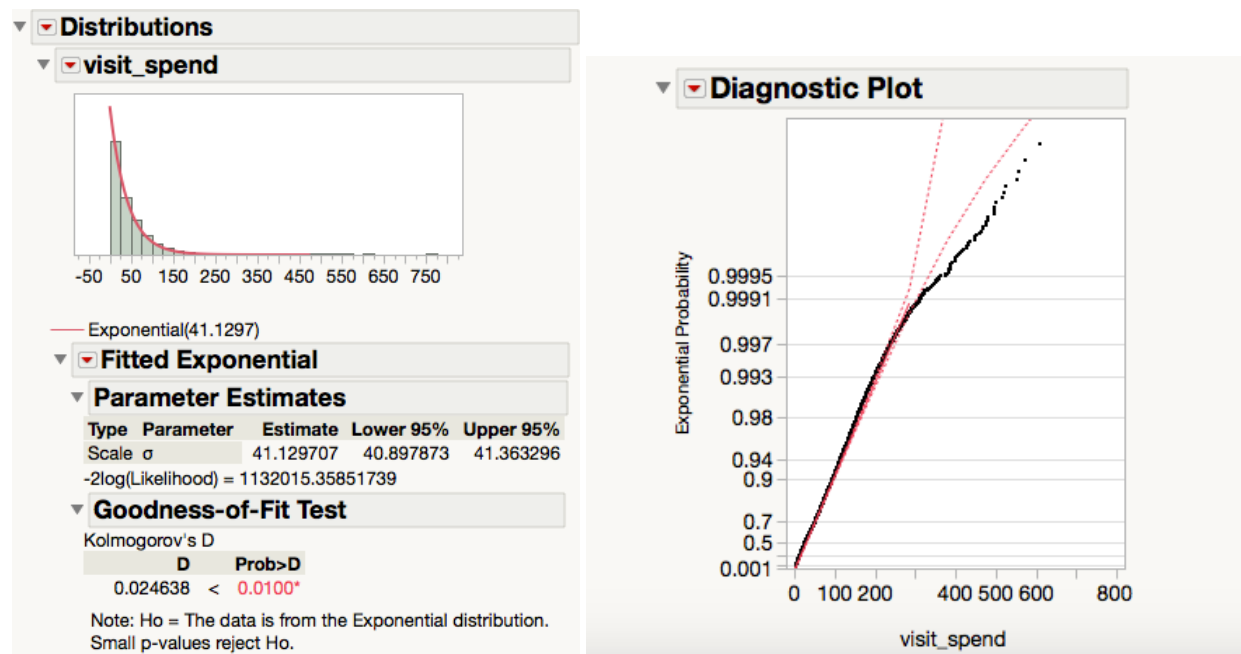 Distributions
visit_spend
-50 50 150 250 350 450 550 650 750
Exponential(41.1297)
Fitted Exponential
Parameter Estimates
Type Parameter Estimate Lower 95% Upper 95%
Scale σ 41.129707 40.897873 41.363296
-2log(Likelihood) = 1132015.35851739
Goodness-of-Fit Test
Kolmogorov's D
D Prob>D
0.024638 < 0.0100*
Note: Ho = The data is from the Exponential distribution.
Small p-values reject Ho.
Diagnostic Plot
Exponential Probability
0.9995
0.9991
0.997
0.993
0.98
0.94
0.9
0.7
0.5
0.001
0 100 200 400 500 600 800
visit_spend